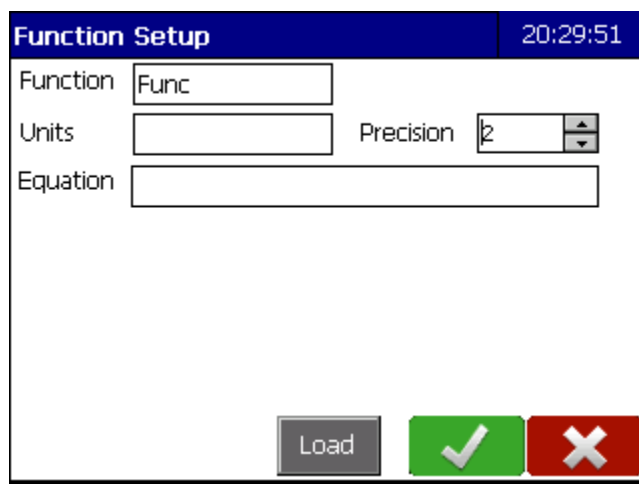 Function Setup 20:29:51
Function Func
Units Precision 2
Equation
Load